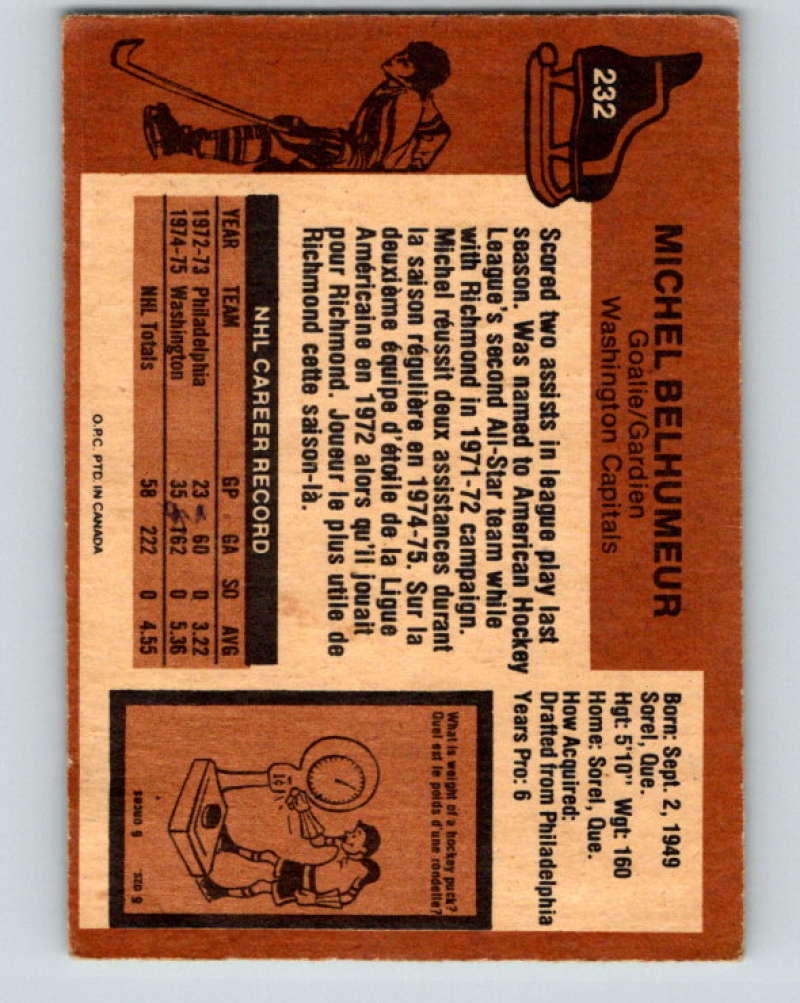 232
MICHEL BELHUMEUR
Goalie/Gardien
Washington Capitals
Born: Sept. 2, 1949
Sorel, Que.
Hgt: 5'10" Wgt: 160
Home: Sorel, Que.
How Acquired:
Drafted from Philadelphia
Years Pro: 6
Scored two assists in league play last
season. Was named to American Hockey
League's second All-Star team while
with Richmond in 1971-72 campaign.
Michel réussit deux assistances durant
la saison régulière en 1974-75. Sur la
deuxième équipe d'étoile de la Ligue
Américaine en 1972 alors qu'il jouait
pour Richmond. Joueur le plus utile de
Richmond cette saison-là.
NHL CAREER RECORD
YEAR TEAM GP GA SO AVG
1972-73 Philadelphia 23 60 0 3.22
1974-75 Washington 35 162 0 5.36
NHL Totals 58 222 0 4.55
O.P.C. PTD. IN CANADA
What is weight of a hockey puck?
Quel est le poids d'une rondelle?
1¢
6 OZS.
6 ONCES